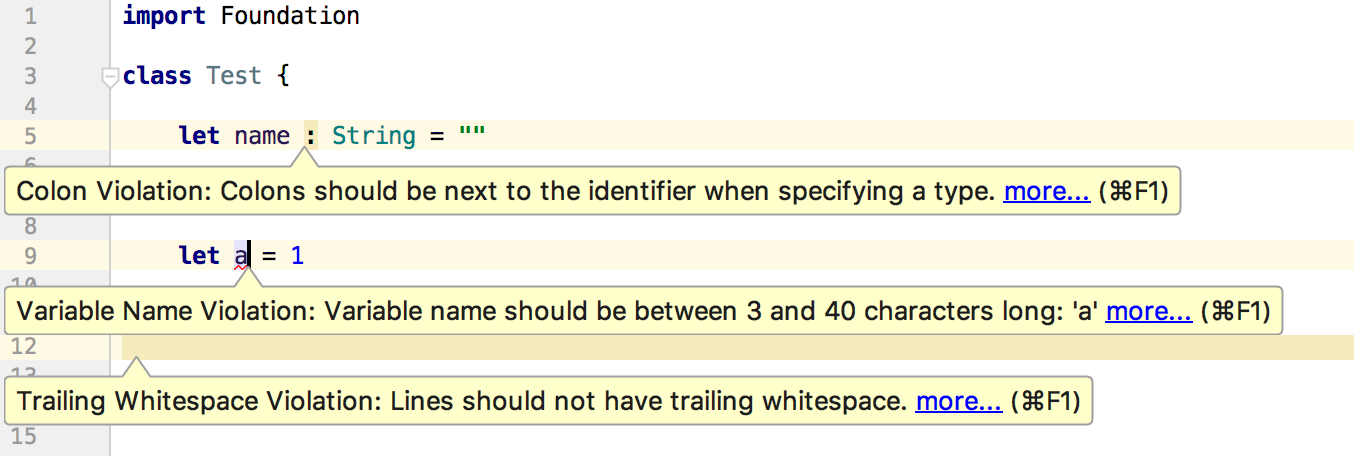 1 import Foundation
2
3 class Test {
4
5 let name : String = ""
6
Colon Violation: Colons should be next to the identifier when specifying a type. more... (⌘F1)
8
9 let a = 1
10
Variable Name Violation: Variable name should be between 3 and 40 characters long: 'a' more... (⌘F1)
12
13
Trailing Whitespace Violation: Lines should not have trailing whitespace. more... (⌘F1)
15